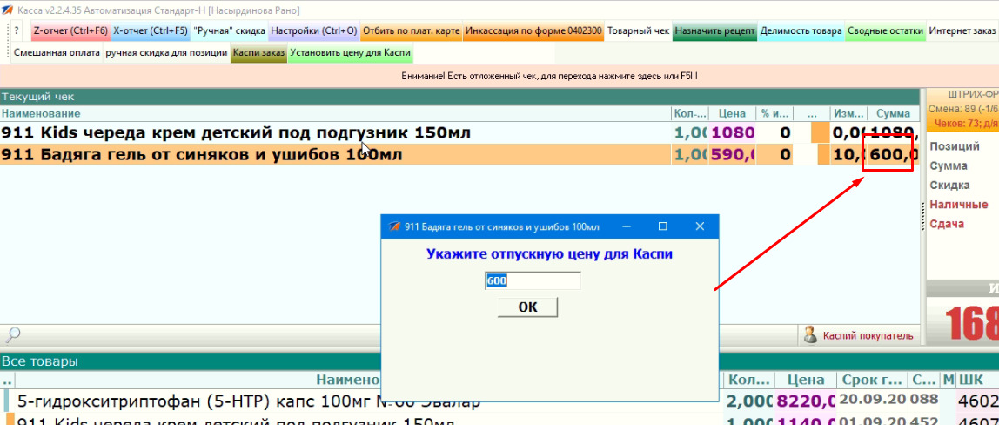 Касса v2.2.4.35 Автоматизация Стандарт-Н [Насырдинова Рано]
? Z-отчет (Ctrl+F6) X-отчет (Ctrl+F5) "Ручная" скидка Настройки (Ctrl+O) Отбить по плат. карте Инкассация по форме 0402300 Товарный чек Назначить рецепт Делимость товара Сводные остатки Интернет заказ
Смешанная оплата ручная скидка для позиции Каспи заказ Установить цену для Каспи
Внимание! Есть отложенный чек, для перехода нажмите здесь или F5!!!
Текущий чек
ШТРИХ-ФР
Наименование Кол-... Цена % и... ... Изм... Сумма
Смена: 89 (-1/6
Чеков: 73; д/я
911 Kids череда крем детский под подгузник 150мл 1,00 1080 0 0,00 1080,
911 Бадяга гель от синяков и ушибов 100мл 1,00 590,0 0 10, 600,0
Позиций
Сумма
Скидка
Наличные
Сдача
911 Бадяга гель от синяков и ушибов 100мл
Укажите отпускную цену для Каспи
600
ОК
И
168
Каспий покупатель
Все товары
.. Наимено Кол... Цена Срок г... С... М ШК
5-гидрокситриптофан (5-HTP) капс 100мг №60 Эвалар 2,000 8220,0 20.09.20 088 4602
911 Kids череда крем детский под подгузник 150мл 1,000 1140,0 01.09.20 452 4607